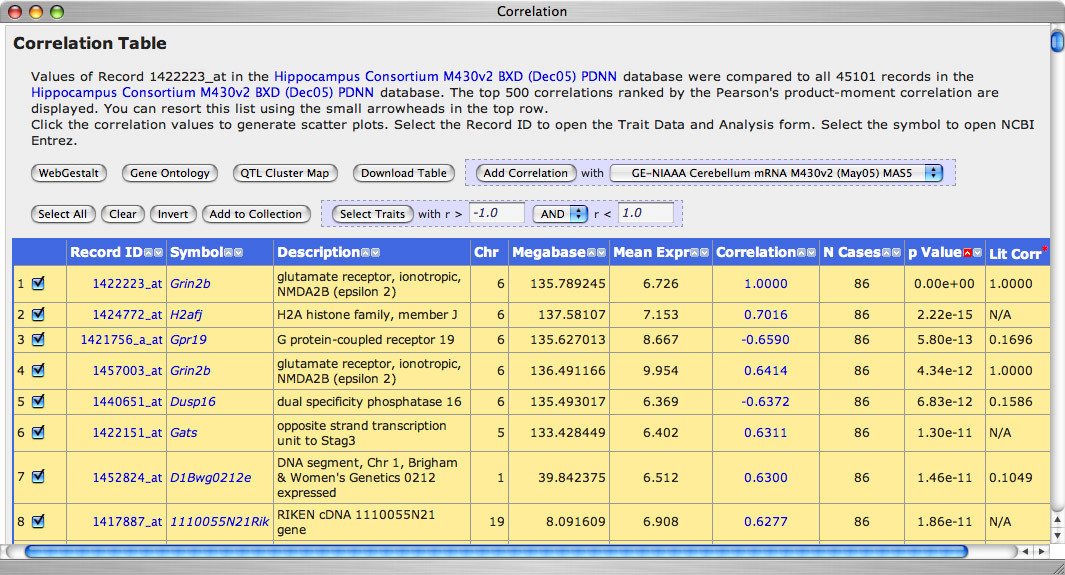 Correlation
Correlation Table
Values of Record 1422223_at in the Hippocampus Consortium M430v2 BXD (Dec05) PDNN database were compared to all 45101 records in the
Hippocampus Consortium M430v2 BXD (Dec05) PDNN database. The top 500 correlations ranked by the Pearson's product-moment correlation are
displayed. You can resort this list using the small arrowheads in the top row.
Click the correlation values to generate scatter plots. Select the Record ID to open the Trait Data and Analysis form. Select the symbol to open NCBI
Entrez.
WebGestalt Gene Ontology QTL Cluster Map Download Table Add Correlation with GE-NIAAA Cerebellum mRNA M430v2 (May05) MAS5
Select All Clear Invert Add to Collection Select Traits with r > -1.0 AND r < 1.0
Record ID Symbol Description Chr Megabase Mean Expr Correlation N Cases p Value Lit Corr*
1 1422223_at Grin2b glutamate receptor, ionotropic, 6 135.789245 6.726 1.0000 86 0.00e+00 1.0000
NMDA2B (epsilon 2)
2 1424772_at H2afj H2A histone family, member J 6 137.58107 7.153 0.7016 86 2.22e-15 N/A
3 1421756_a_at Gpr19 G protein-coupled receptor 19 6 135.627013 8.667 -0.6590 86 5.80e-13 0.1696
4 1457003_at Grin2b glutamate receptor, ionotropic, 6 136.491166 9.954 0.6414 86 4.34e-12 1.0000
NMDA2B (epsilon 2)
5 1440651_at Dusp16 dual specificity phosphatase 16 6 135.493017 6.369 -0.6372 86 6.83e-12 0.1586
6 1422151_at Gats opposite strand transcription 5 133.428449 6.402 0.6311 86 1.30e-11 N/A
unit to Stag3
7 1452824_at D1Bwg0212e DNA segment, Chr 1, Brigham 1 39.842375 6.512 0.6300 86 1.46e-11 0.1049
& Women's Genetics 0212
expressed
8 1417887_at 1110055N21Rik RIKEN cDNA 1110055N21 19 8.091609 6.908 0.6277 86 1.86e-11 N/A
gene